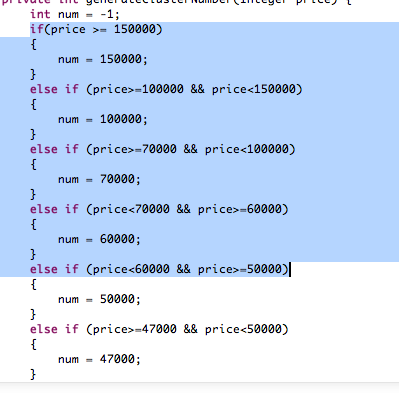 private int generateClusterNumber(Integer price) {
int num = -1;
if(price >= 150000)
{
num = 150000;
}
else if (price>=100000 && price<150000)
{
num = 100000;
}
else if (price>=70000 && price<100000)
{
num = 70000;
}
else if (price<70000 && price>=60000)
{
num = 60000;
}
else if (price<60000 && price>=50000)
{
num = 50000;
}
else if (price>=47000 && price<50000)
{
num = 47000;
}